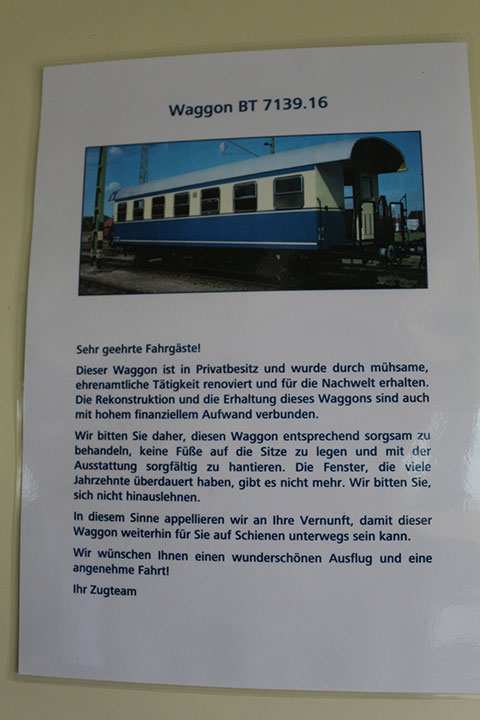 Waggon BT 7139.16
Sehr geehrte Fahrgäste!
Dieser Waggon ist in Privatbesitz und wurde durch mühsame,
ehrenamtliche Tätigkeit renoviert und für die Nachwelt erhalten.
Die Rekonstruktion und die Erhaltung dieses Waggons sind auch
mit hohem finanziellem Aufwand verbunden.
Wir bitten Sie daher, diesen Waggon entsprechend sorgsam zu
behandeln, keine Füße auf die Sitze zu legen und mit der
Ausstattung sorgfältig zu hantieren. Die Fenster, die viele
Jahrzehnte überdauert haben, gibt es nicht mehr. Wir bitten Sie,
sich nicht hinauslehnen.
In diesem Sinne appellieren wir an Ihre Vernunft, damit dieser
Waggon weiterhin für Sie auf Schienen unterwegs sein kann.
Wir wünschen Ihnen einen wunderschönen Ausflug und eine
angenehme Fahrt!
Ihr Zugteam